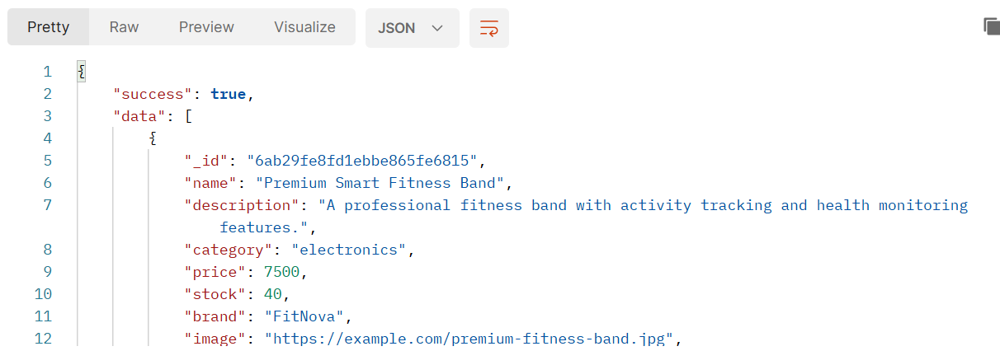 Pretty Raw Preview Visualize JSON
1 {
2 "success": true,
3 "data": [
4 {
5 "_id": "6ab29fe8fd1ebbe865fe6815",
6 "name": "Premium Smart Fitness Band",
7 "description": "A professional fitness band with activity tracking and health monitoring
features.",
8 "category": "electronics",
9 "price": 7500,
10 "stock": 40,
11 "brand": "FitNova",
12 "image": "https://example.com/premium-fitness-band.jpg",